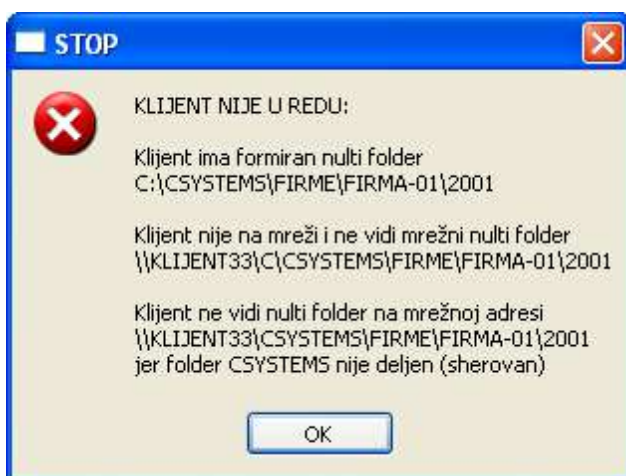 STOP
KLIJENT NIJE U REDU:
Klijent ima formiran nulti folder
C:\CSYSTEMS\FIRME\FIRMA-01\2001
Klijent nije na mreži i ne vidi mrežni nulti folder
\\KLIJENT33\C\CSYSTEMS\FIRME\FIRMA-01\2001
Klijent ne vidi nulti folder na mrežnoj adresi
\\KLIJENT33\CSYSTEMS\FIRME\FIRMA-01\2001
jer folder CSYSTEMS nije deljen (sherovan)
OK